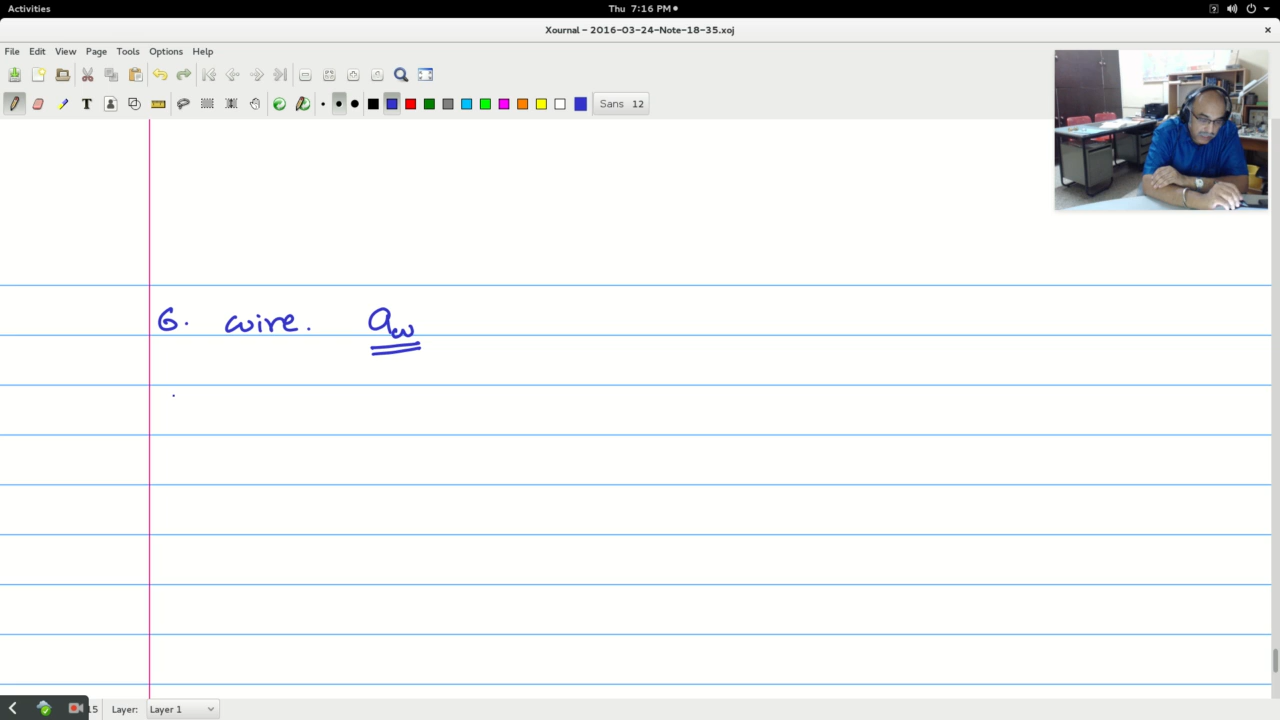 Activities Thu 7:16 PM
Xournal - 2016-03-24-Note-18-35.xoj ×
File Edit View Page Tools Options Help
T Sans 12
6. wire. aw
15 Layer: Layer 1